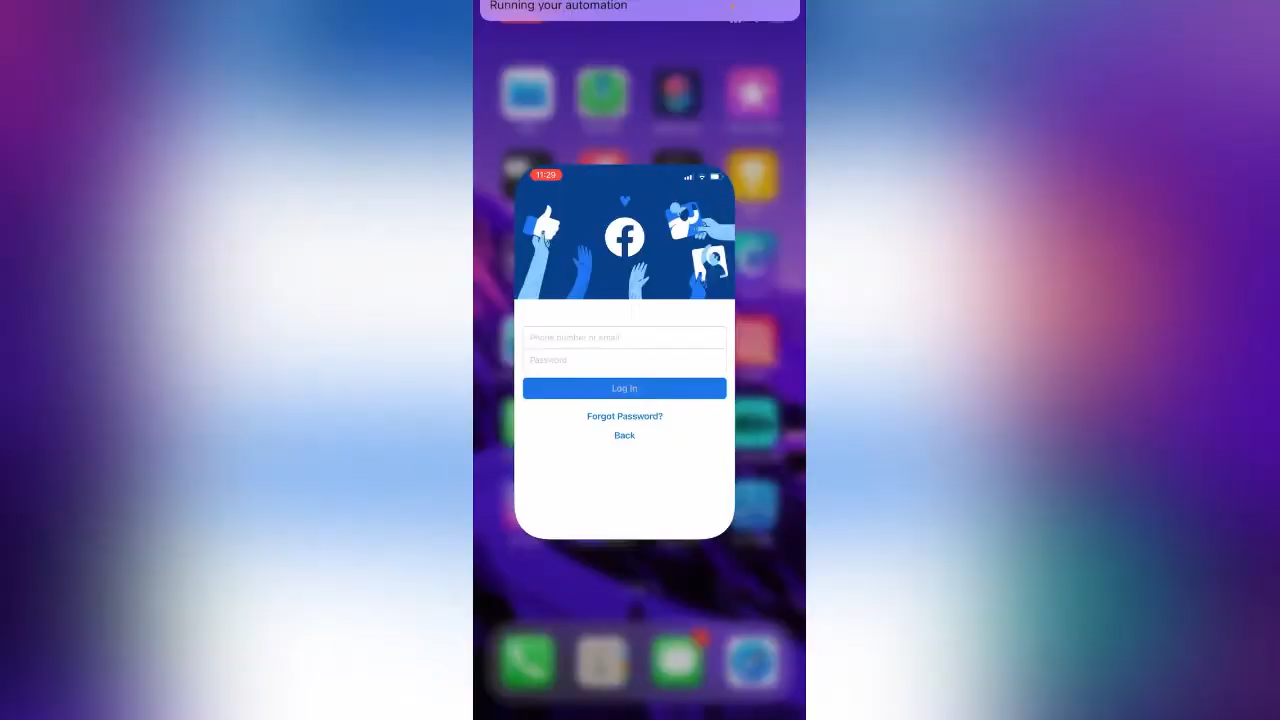 Running your automation
11:29
Phone number or email
Password
Log In
Forgot Password?
Back